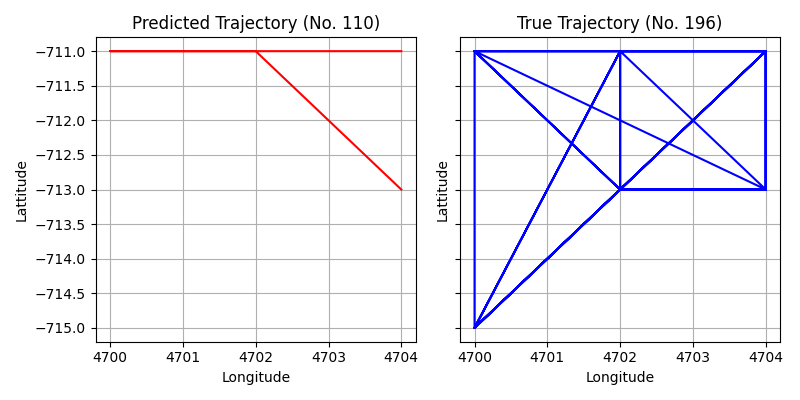 Predicted Trajectory (No. 110)
True Trajectory (No. 196)
−711.0
−711.5
−712.0
−712.5
−713.0
−713.5
−714.0
−714.5
−715.0
Lattitude
Lattitude
4700 4701 4702 4703 4704
4700 4701 4702 4703 4704
Longitude
Longitude